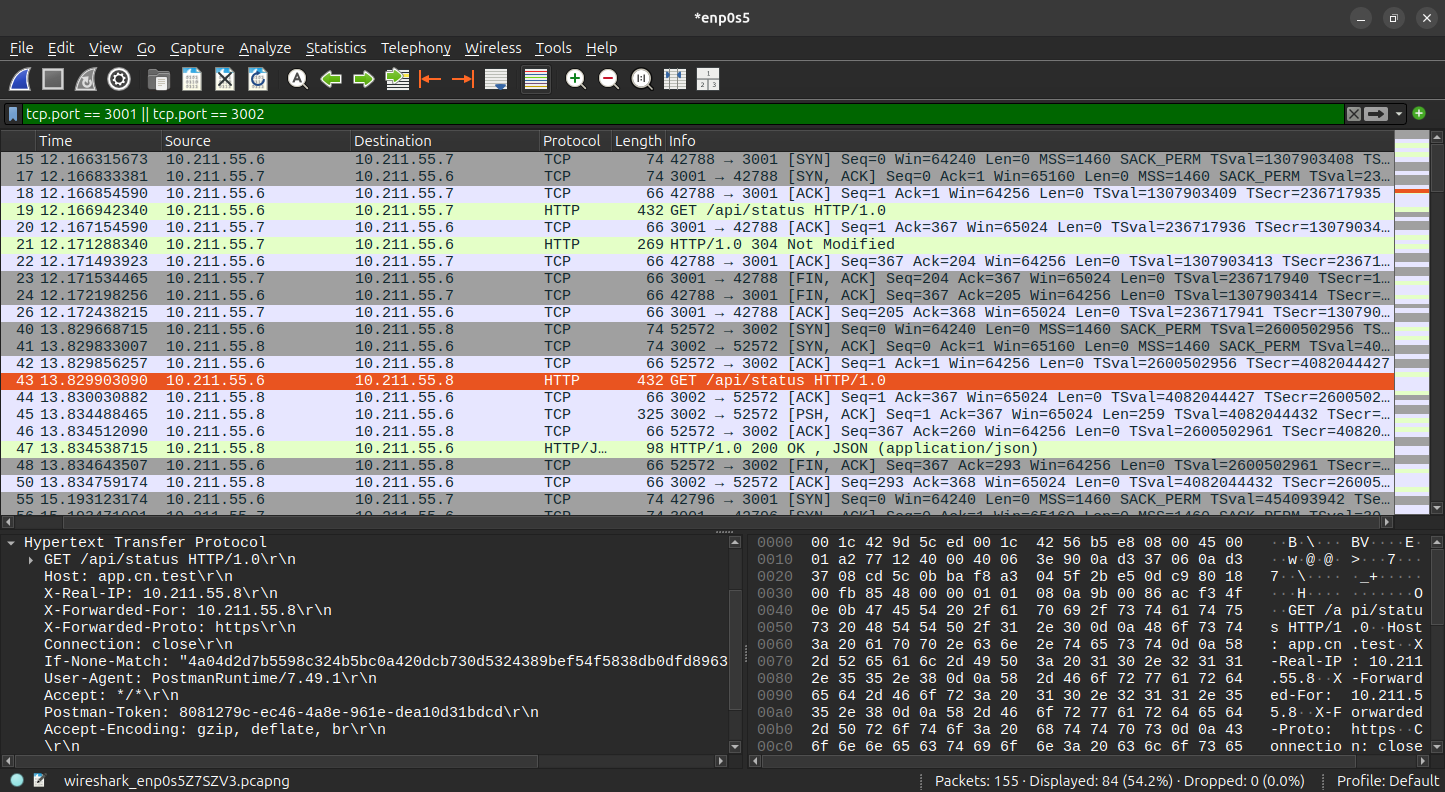 *enp0s5
File Edit View Go Capture Analyze Statistics Telephony Wireless Tools Help
tcp.port == 3001 || tcp.port == 3002
Time Source Destination Protocol Length Info
15 12.166315673 10.211.55.6 10.211.55.7 TCP 74 42788 → 3001 [SYN] Seq=0 Win=64240 Len=0 MSS=1460 SACK_PERM TSval=1307903408 TS…
17 12.166833381 10.211.55.7 10.211.55.6 TCP 74 3001 → 42788 [SYN, ACK] Seq=0 Ack=1 Win=65160 Len=0 MSS=1460 SACK_PERM TSval=23…
18 12.166854590 10.211.55.6 10.211.55.7 TCP 66 42788 → 3001 [ACK] Seq=1 Ack=1 Win=64256 Len=0 TSval=1307903409 TSecr=236717935
19 12.166942340 10.211.55.6 10.211.55.7 HTTP 432 GET /api/status HTTP/1.0
20 12.167154590 10.211.55.7 10.211.55.6 TCP 66 3001 → 42788 [ACK] Seq=1 Ack=367 Win=65024 Len=0 TSval=236717936 TSecr=13079034…
21 12.171288340 10.211.55.7 10.211.55.6 HTTP 269 HTTP/1.0 304 Not Modified
22 12.171493923 10.211.55.6 10.211.55.7 TCP 66 42788 → 3001 [ACK] Seq=367 Ack=204 Win=64256 Len=0 TSval=1307903413 TSecr=23671…
23 12.171534465 10.211.55.7 10.211.55.6 TCP 66 3001 → 42788 [FIN, ACK] Seq=204 Ack=367 Win=65024 Len=0 TSval=236717940 TSecr=1…
24 12.172198256 10.211.55.6 10.211.55.7 TCP 66 42788 → 3001 [FIN, ACK] Seq=367 Ack=205 Win=64256 Len=0 TSval=1307903414 TSecr=…
26 12.172438215 10.211.55.7 10.211.55.6 TCP 66 3001 → 42788 [ACK] Seq=205 Ack=368 Win=65024 Len=0 TSval=236717941 TSecr=130790…
40 13.829668715 10.211.55.6 10.211.55.8 TCP 74 52572 → 3002 [SYN] Seq=0 Win=64240 Len=0 MSS=1460 SACK_PERM TSval=2600502956 TS…
41 13.829833007 10.211.55.8 10.211.55.6 TCP 74 3002 → 52572 [SYN, ACK] Seq=0 Ack=1 Win=65160 Len=0 MSS=1460 SACK_PERM TSval=40…
42 13.829856257 10.211.55.6 10.211.55.8 TCP 66 52572 → 3002 [ACK] Seq=1 Ack=1 Win=64256 Len=0 TSval=2600502956 TSecr=4082044427
43 13.829903090 10.211.55.6 10.211.55.8 HTTP 432 GET /api/status HTTP/1.0
44 13.830030882 10.211.55.8 10.211.55.6 TCP 66 3002 → 52572 [ACK] Seq=1 Ack=367 Win=65024 Len=0 TSval=4082044427 TSecr=2600502…
45 13.834488465 10.211.55.8 10.211.55.6 TCP 325 3002 → 52572 [PSH, ACK] Seq=1 Ack=367 Win=65024 Len=259 TSval=4082044432 TSecr=…
46 13.834512090 10.211.55.6 10.211.55.8 TCP 66 52572 → 3002 [ACK] Seq=367 Ack=260 Win=64256 Len=0 TSval=2600502961 TSecr=40820…
47 13.834538715 10.211.55.8 10.211.55.6 HTTP/J… 98 HTTP/1.0 200 OK , JSON (application/json)
48 13.834643507 10.211.55.6 10.211.55.8 TCP 66 52572 → 3002 [FIN, ACK] Seq=367 Ack=293 Win=64256 Len=0 TSval=2600502961 TSecr=…
50 13.834759174 10.211.55.8 10.211.55.6 TCP 66 3002 → 52572 [ACK] Seq=293 Ack=368 Win=65024 Len=0 TSval=4082044432 TSecr=26005…
55 15.193123174 10.211.55.6 10.211.55.7 TCP 74 42796 → 3001 [SYN] Seq=0 Win=64240 Len=0 MSS=1460 SACK_PERM TSval=454093942 TSe…
Hypertext Transfer Protocol
GET /api/status HTTP/1.0\r\n
Host: app.cn.test\r\n
X-Real-IP: 10.211.55.8\r\n
X-Forwarded-For: 10.211.55.8\r\n
X-Forwarded-Proto: https\r\n
Connection: close\r\n
If-None-Match: "4a04d2d7b5598c324b5bc0a420dcb730d5324389bef54f5838db0dfd8963
User-Agent: PostmanRuntime/7.49.1\r\n
Accept: */*\r\n
Postman-Token: 8081279c-ec46-4a8e-961e-dea10d31bdcd\r\n
Accept-Encoding: gzip, deflate, br\r\n
\r\n
0000 00 1c 42 9d 5c ed 00 1c 42 56 b5 e8 08 00 45 00 ··B·\··· BV····E·
0010 01 a2 77 12 40 00 40 06 3e 90 0a d3 37 06 0a d3 ··w·@·@· >···7···
0020 37 08 cd 5c 0b ba f8 a3 04 5f 2b e5 0d c9 80 18 7··\···· ·_+·····
0030 00 fb 85 48 00 00 01 01 08 0a 9b 00 86 ac f3 4f ···H···· ·······O
0040 0e 0b 47 45 54 20 2f 61 70 69 2f 73 74 61 74 75 ··GET /a pi/statu
0050 73 20 48 54 54 50 2f 31 2e 30 0d 0a 48 6f 73 74 s HTTP/1 .0··Host
0060 3a 20 61 70 70 2e 63 6e 2e 74 65 73 74 0d 0a 58 : app.cn .test··X
0070 2d 52 65 61 6c 2d 49 50 3a 20 31 30 2e 32 31 31 -Real-IP : 10.211
0080 2e 35 35 2e 38 0d 0a 58 2d 46 6f 72 77 61 72 64 .55.8··X -Forward
0090 65 64 2d 46 6f 72 3a 20 31 30 2e 32 31 31 2e 35 ed-For: 10.211.5
00a0 35 2e 38 0d 0a 58 2d 46 6f 72 77 61 72 64 65 64 5.8··X-F orwarded
00b0 2d 50 72 6f 74 6f 3a 20 68 74 74 70 73 0d 0a 43 -Proto: https··C
00c0 6f 6e 6e 65 63 74 69 6f 6e 3a 20 63 6c 6f 73 65 onnectio n: close
wireshark_enp0s5Z7SZV3.pcapng
Packets: 155 · Displayed: 84 (54.2%) · Dropped: 0 (0.0%)
Profile: Default